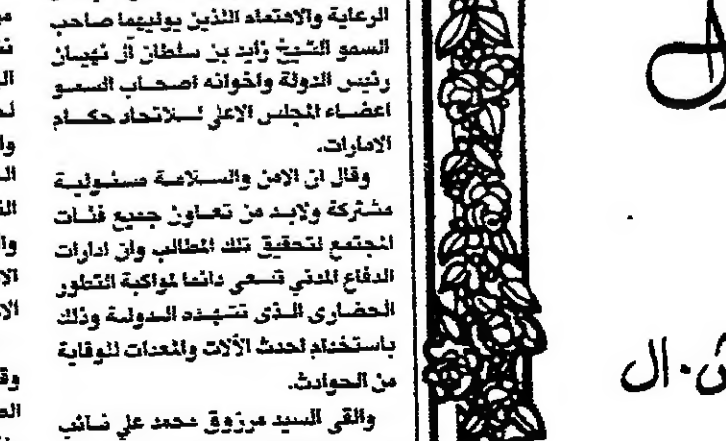 الرعاية والاهتمام اللذين يوليهما صاحب
السمو الشيخ زايد بن سلطان آل نهيان
رئيس الدولة واخوانه اصحاب السمو
اعضاء المجلس الاعلى للاتحاد حكام
الامارات.
وقال ان الامن والسلامة مسئولية
مشتركة ولابد من تعاون جميع فئات
المجتمع لتحقيق تلك المطالب وان ادارات
الدفاع المدني تسعى دائما لمواكبة التطور
الحضاري الذي تشهده الدولة وذلك
باستخدام احدث الآلات والمعدات للوقاية
من الحوادث.
والقى السيد مرزوق محمد علي نائب